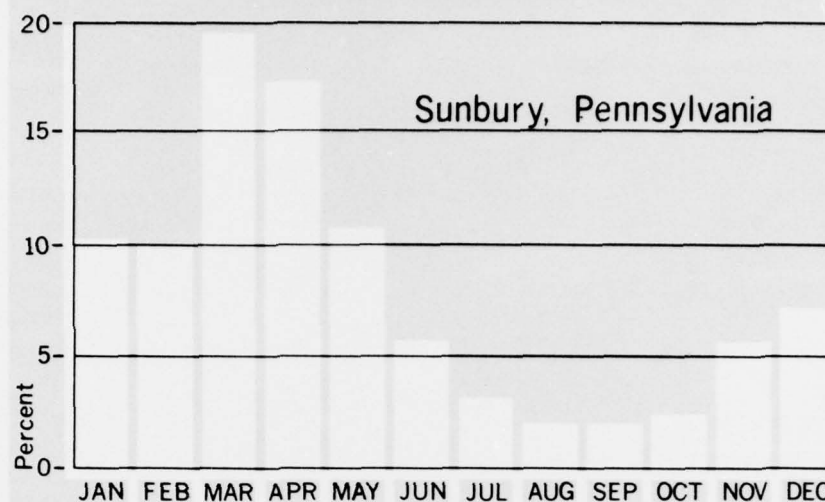 20-
Sunbury, Pennsylvania
15-
10-
5-
Percent
0-
JAN FEB MAR APR MAY JUN JUL AUG SEP OCT NOV DEC